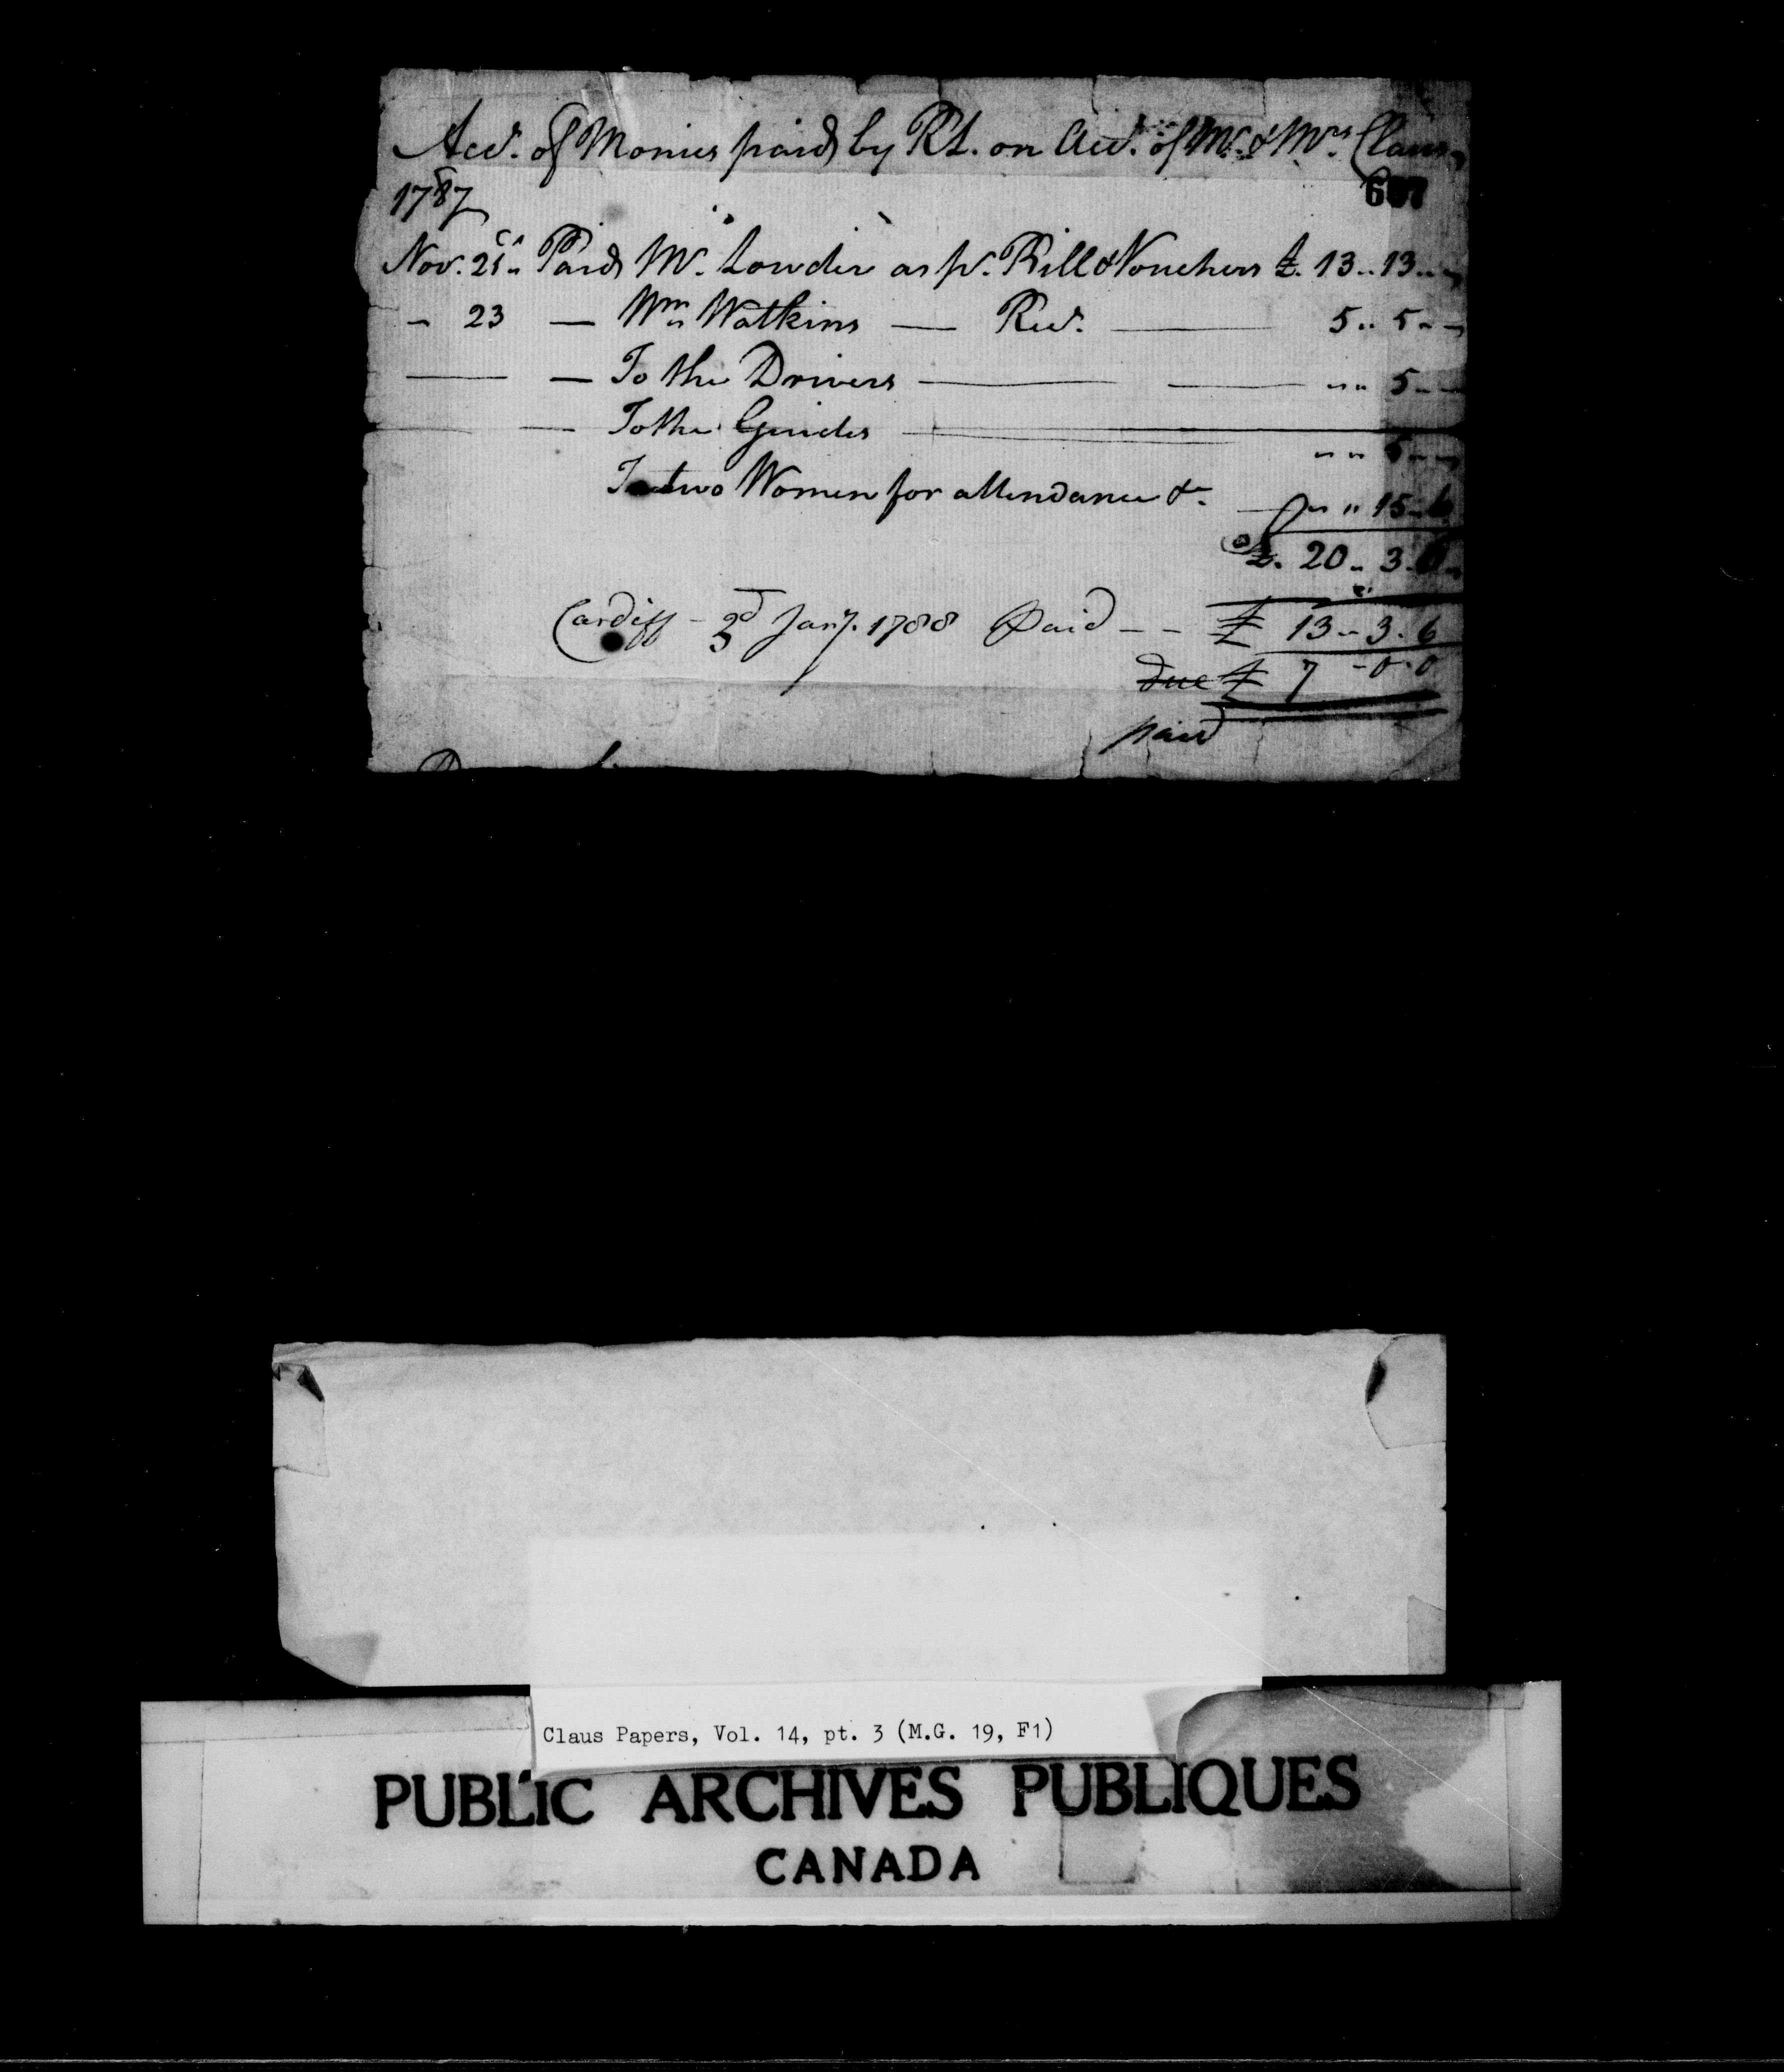 Acct. of Monies paid by RL. on Acct. of Mr. & Mrs. Claus,
1787
607
Nov. 21st Paid Mr. Lowder as pr. Bill & Vouchers £. 13..13..
- 23 — Wm. Watkins — Rect. — 5.. 5..
— — To the Drivers — — .. 5..
— To the Guides — .. 5..
To two Women for attendance &. — .. 15..6
£. 20.. 3.6
Cardiff - 3d Jany. 1788 Paid - - £ 13..3.6
due £ 7 -0.0
paid
Claus Papers, Vol. 14, pt. 3 (M.G. 19, F1)
PUBLIC ARCHIVES PUBLIQUES
CANADA